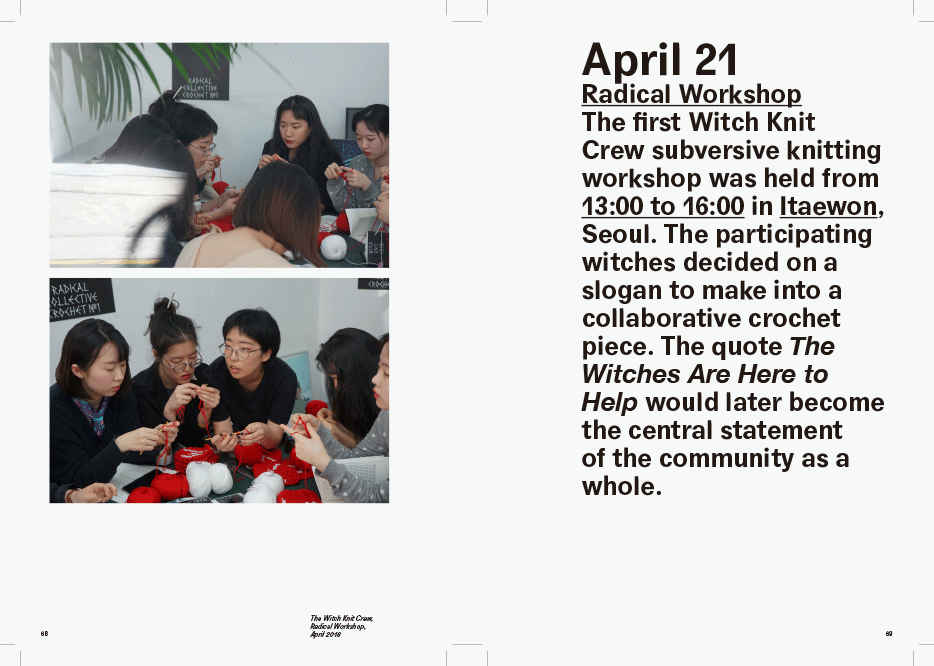 RADICAL
COLLECTIVE
CROCHET Nº1
RADICAL
COLLECTIVE
CROCHET Nº1
The Witch Knit Crew,
Radical Workshop,
April 2018
68
April 21
Radical Workshop
The first Witch Knit
Crew subversive knitting
workshop was held from
13:00 to 16:00 in Itaewon,
Seoul. The participating
witches decided on a
slogan to make into a
collaborative crochet
piece. The quote The
Witches Are Here to
Help would later become
the central statement
of the community as a
whole.
69